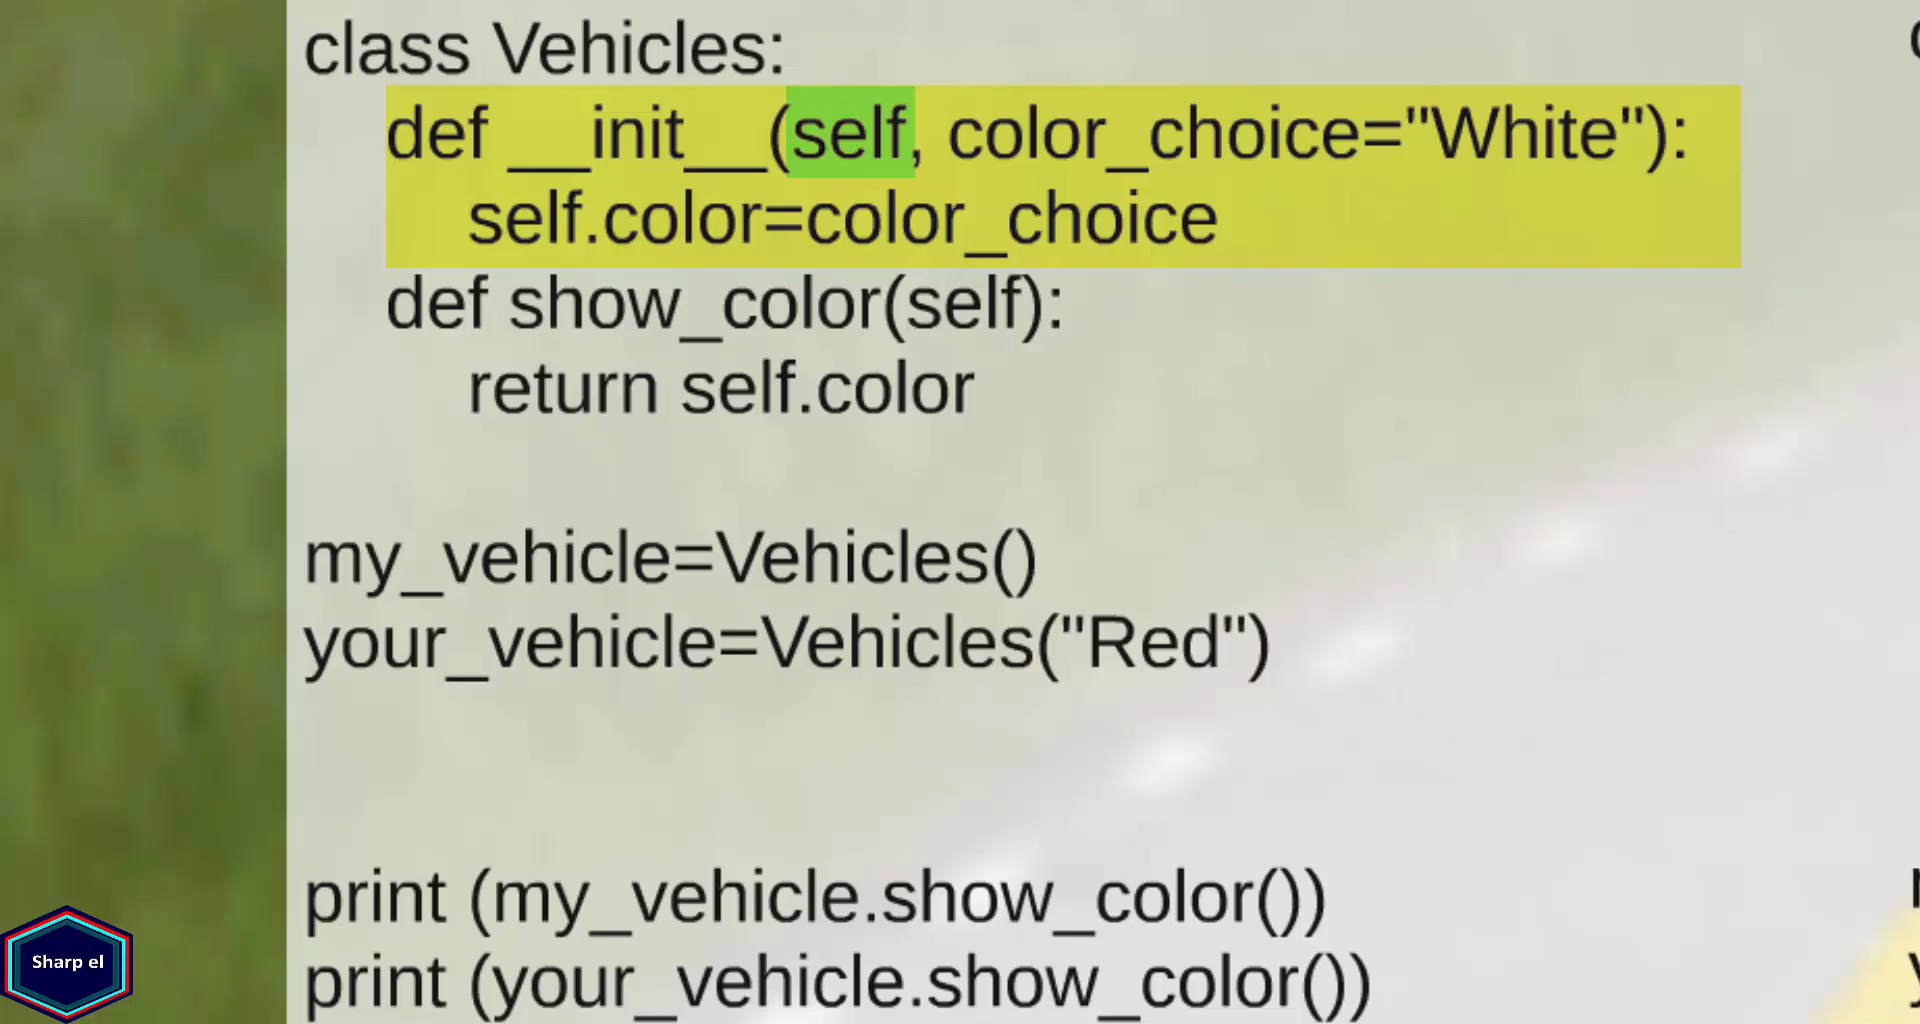 class Vehicles:
def __init__(self, color_choice="White"):
self.color=color_choice
def show_color(self):
return self.color
my_vehicle=Vehicles()
your_vehicle=Vehicles("Red")
print (my_vehicle.show_color())
print (your_vehicle.show_color())
Sharp el